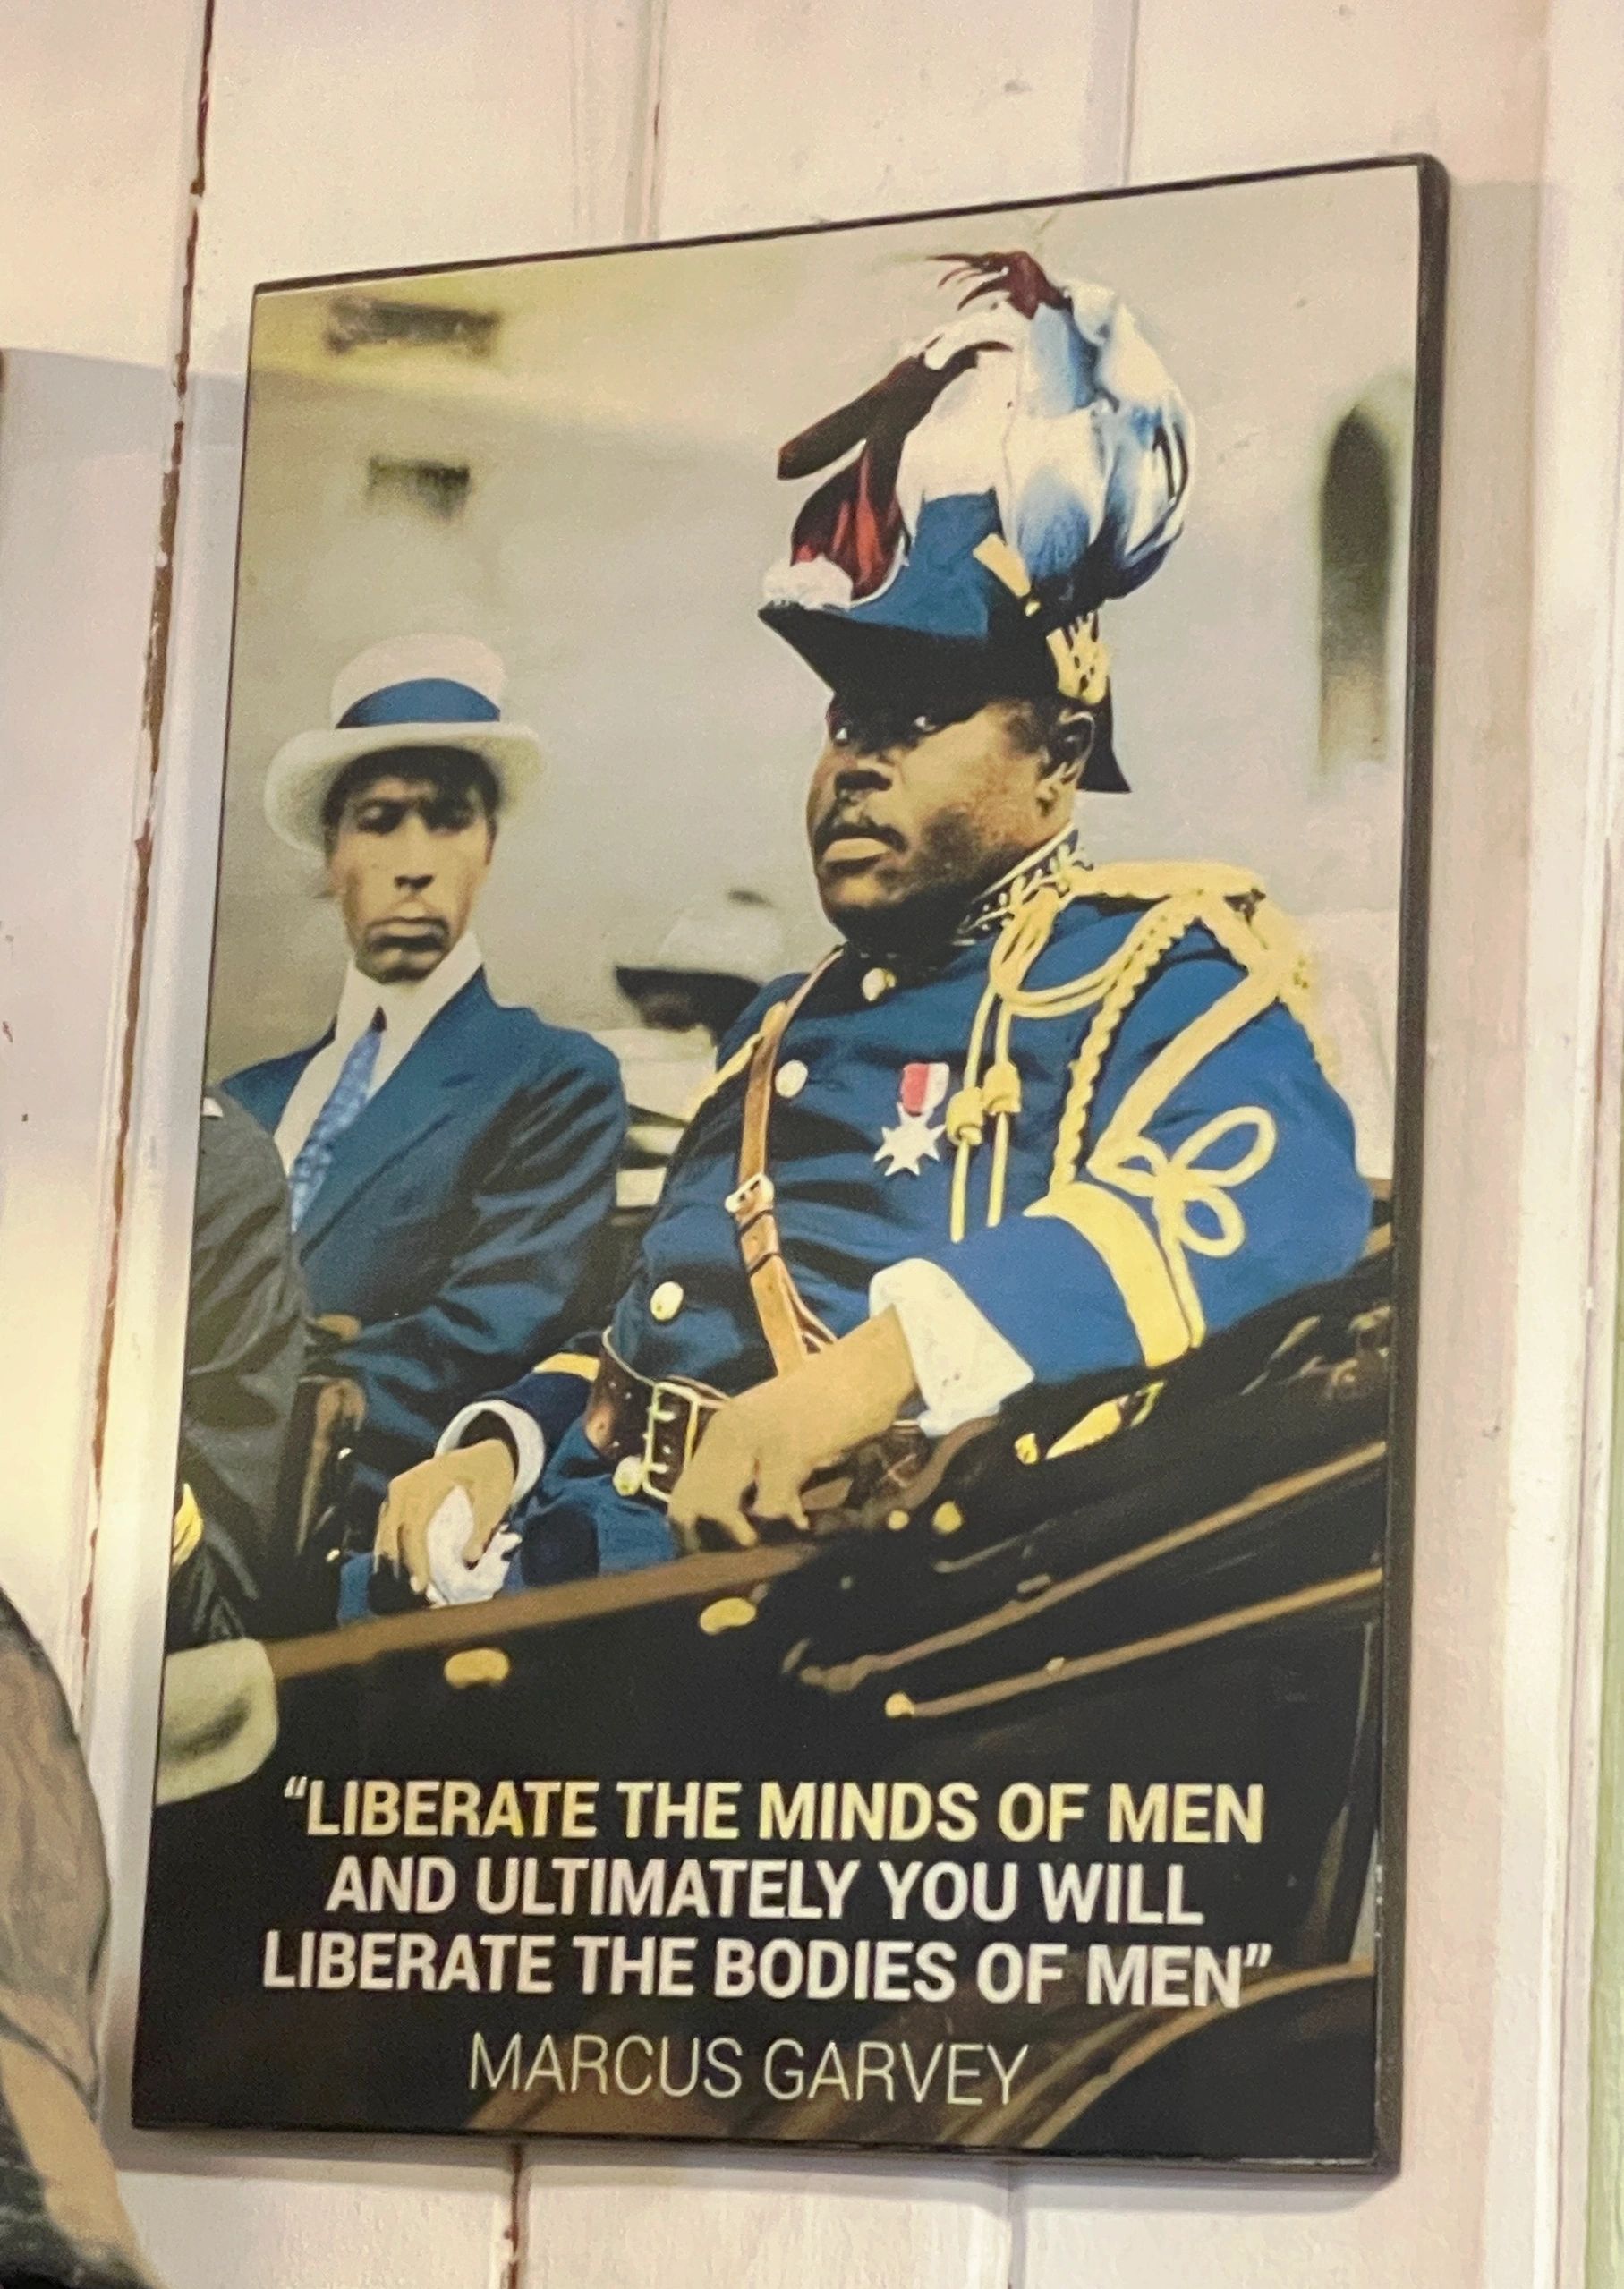 “LIBERATE THE MINDS OF MEN
AND ULTIMATELY YOU WILL
LIBERATE THE BODIES OF MEN”
MARCUS GARVEY